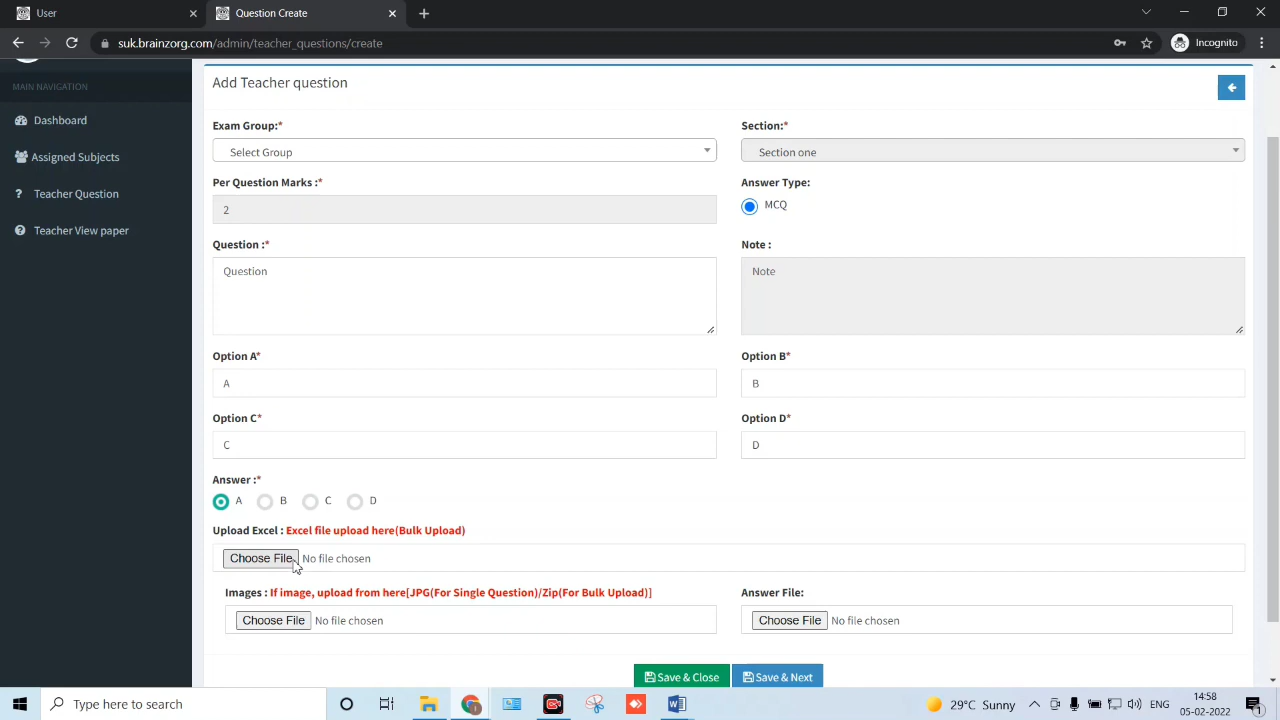 User
Question Create
suk.brainzorg.com/admin/teacher_questions/create
Incognito
MAIN NAVIGATION
Dashboard
Assigned Subjects
Teacher Question
Teacher View paper
Add Teacher question
Exam Group:*
Section:*
Select Group
Section one
Per Question Marks :*
Answer Type:
2
MCQ
Question :*
Note :
Question
Note
Option A*
Option B*
A
B
Option C*
Option D*
C
D
Answer :*
A B C D
Upload Excel : Excel file upload here(Bulk Upload)
Choose File No file chosen
Images : If image, upload from here[JPG(For Single Question)/Zip(For Bulk Upload)]
Answer File:
Choose File No file chosen
Choose File No file chosen
Save & Close
Save & Next
Type here to search
29°C Sunny
ENG
14:58
05-02-2022
1